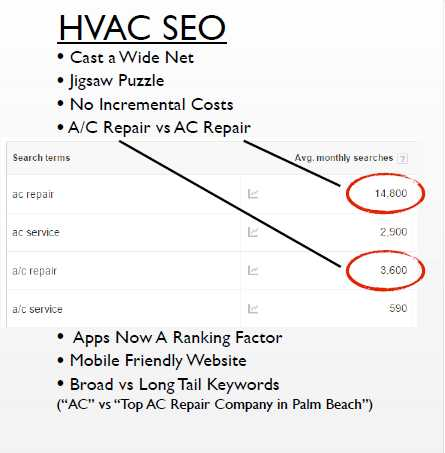 HVAC SEO
• Cast a Wide Net
• Jigsaw Puzzle
• No Incremental Costs
• A/C Repair vs AC Repair
Search terms Avg. monthly searches ?
ac repair 14,800
ac service 2,900
a/c repair 3,600
a/c service 590
• Apps Now A Ranking Factor
• Mobile Friendly Website
• Broad vs Long Tail Keywords
(“AC” vs “Top AC Repair Company in Palm Beach”)